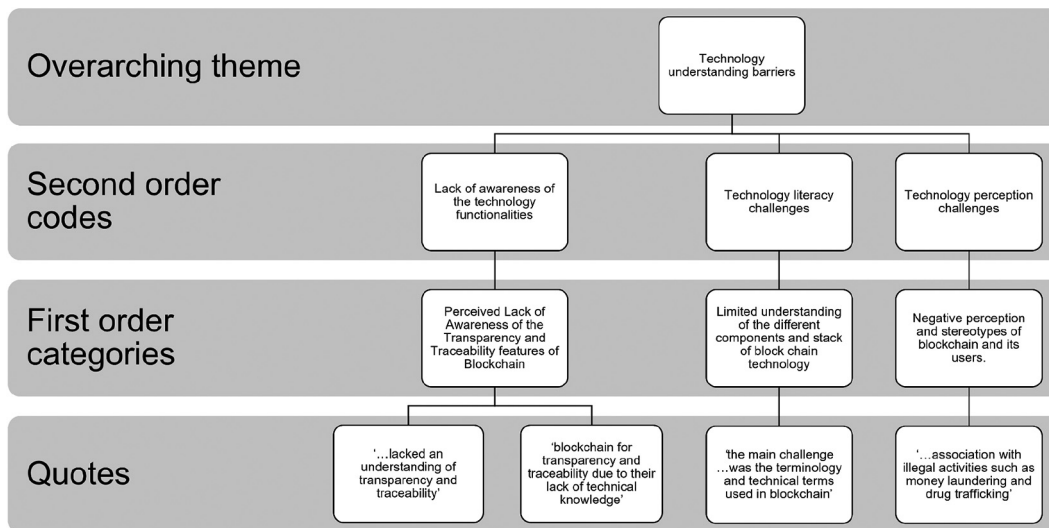 Overarching theme
Technology
understanding barriers
Second order
codes
Lack of awareness of
the technology
functionalities
Technology literacy
challenges
Technology perception
challenges
First order
categories
Perceived Lack of
Awareness of the
Transparency and
Traceability features of
Blockchain
Limited understanding
of the different
components and stack
of block chain
technology
Negative perception
and stereotypes of
blockchain and its
users.
Quotes
‘…lacked an
understanding of
transparency and
traceability’
‘blockchain for
transparency and
traceability due to their
lack of technical
knowledge’
‘the main challenge
…was the terminology
and technical terms
used in blockchain’
‘…association with
illegal activities such as
money laundering and
drug trafficking’